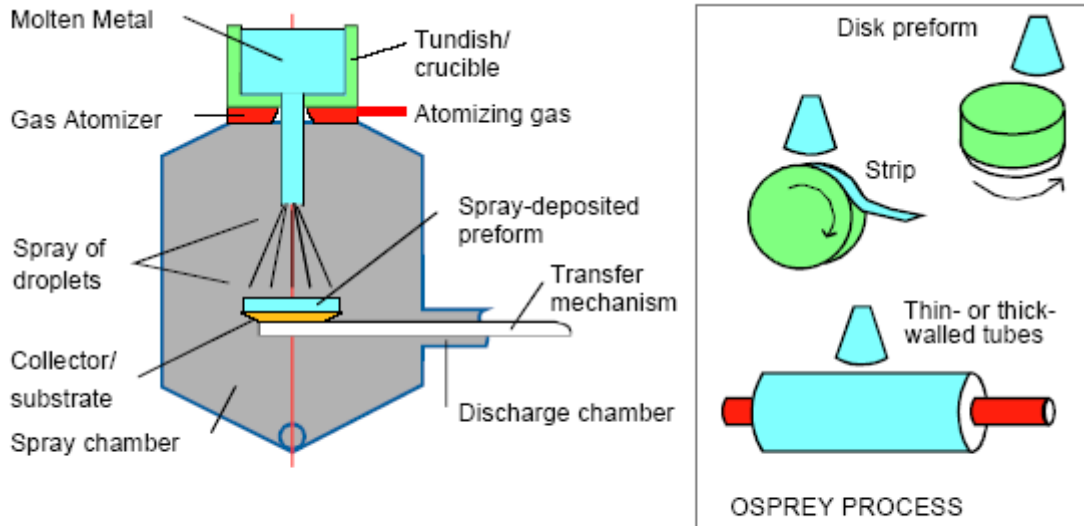 Molten Metal
Tundish/
crucible
Gas Atomizer
Atomizing gas
Spray of
droplets
Spray-deposited
preform
Transfer
mechanism
Collector/
substrate
Spray chamber
Discharge chamber
Disk preform
Strip
Thin- or thick-
walled tubes
OSPREY PROCESS